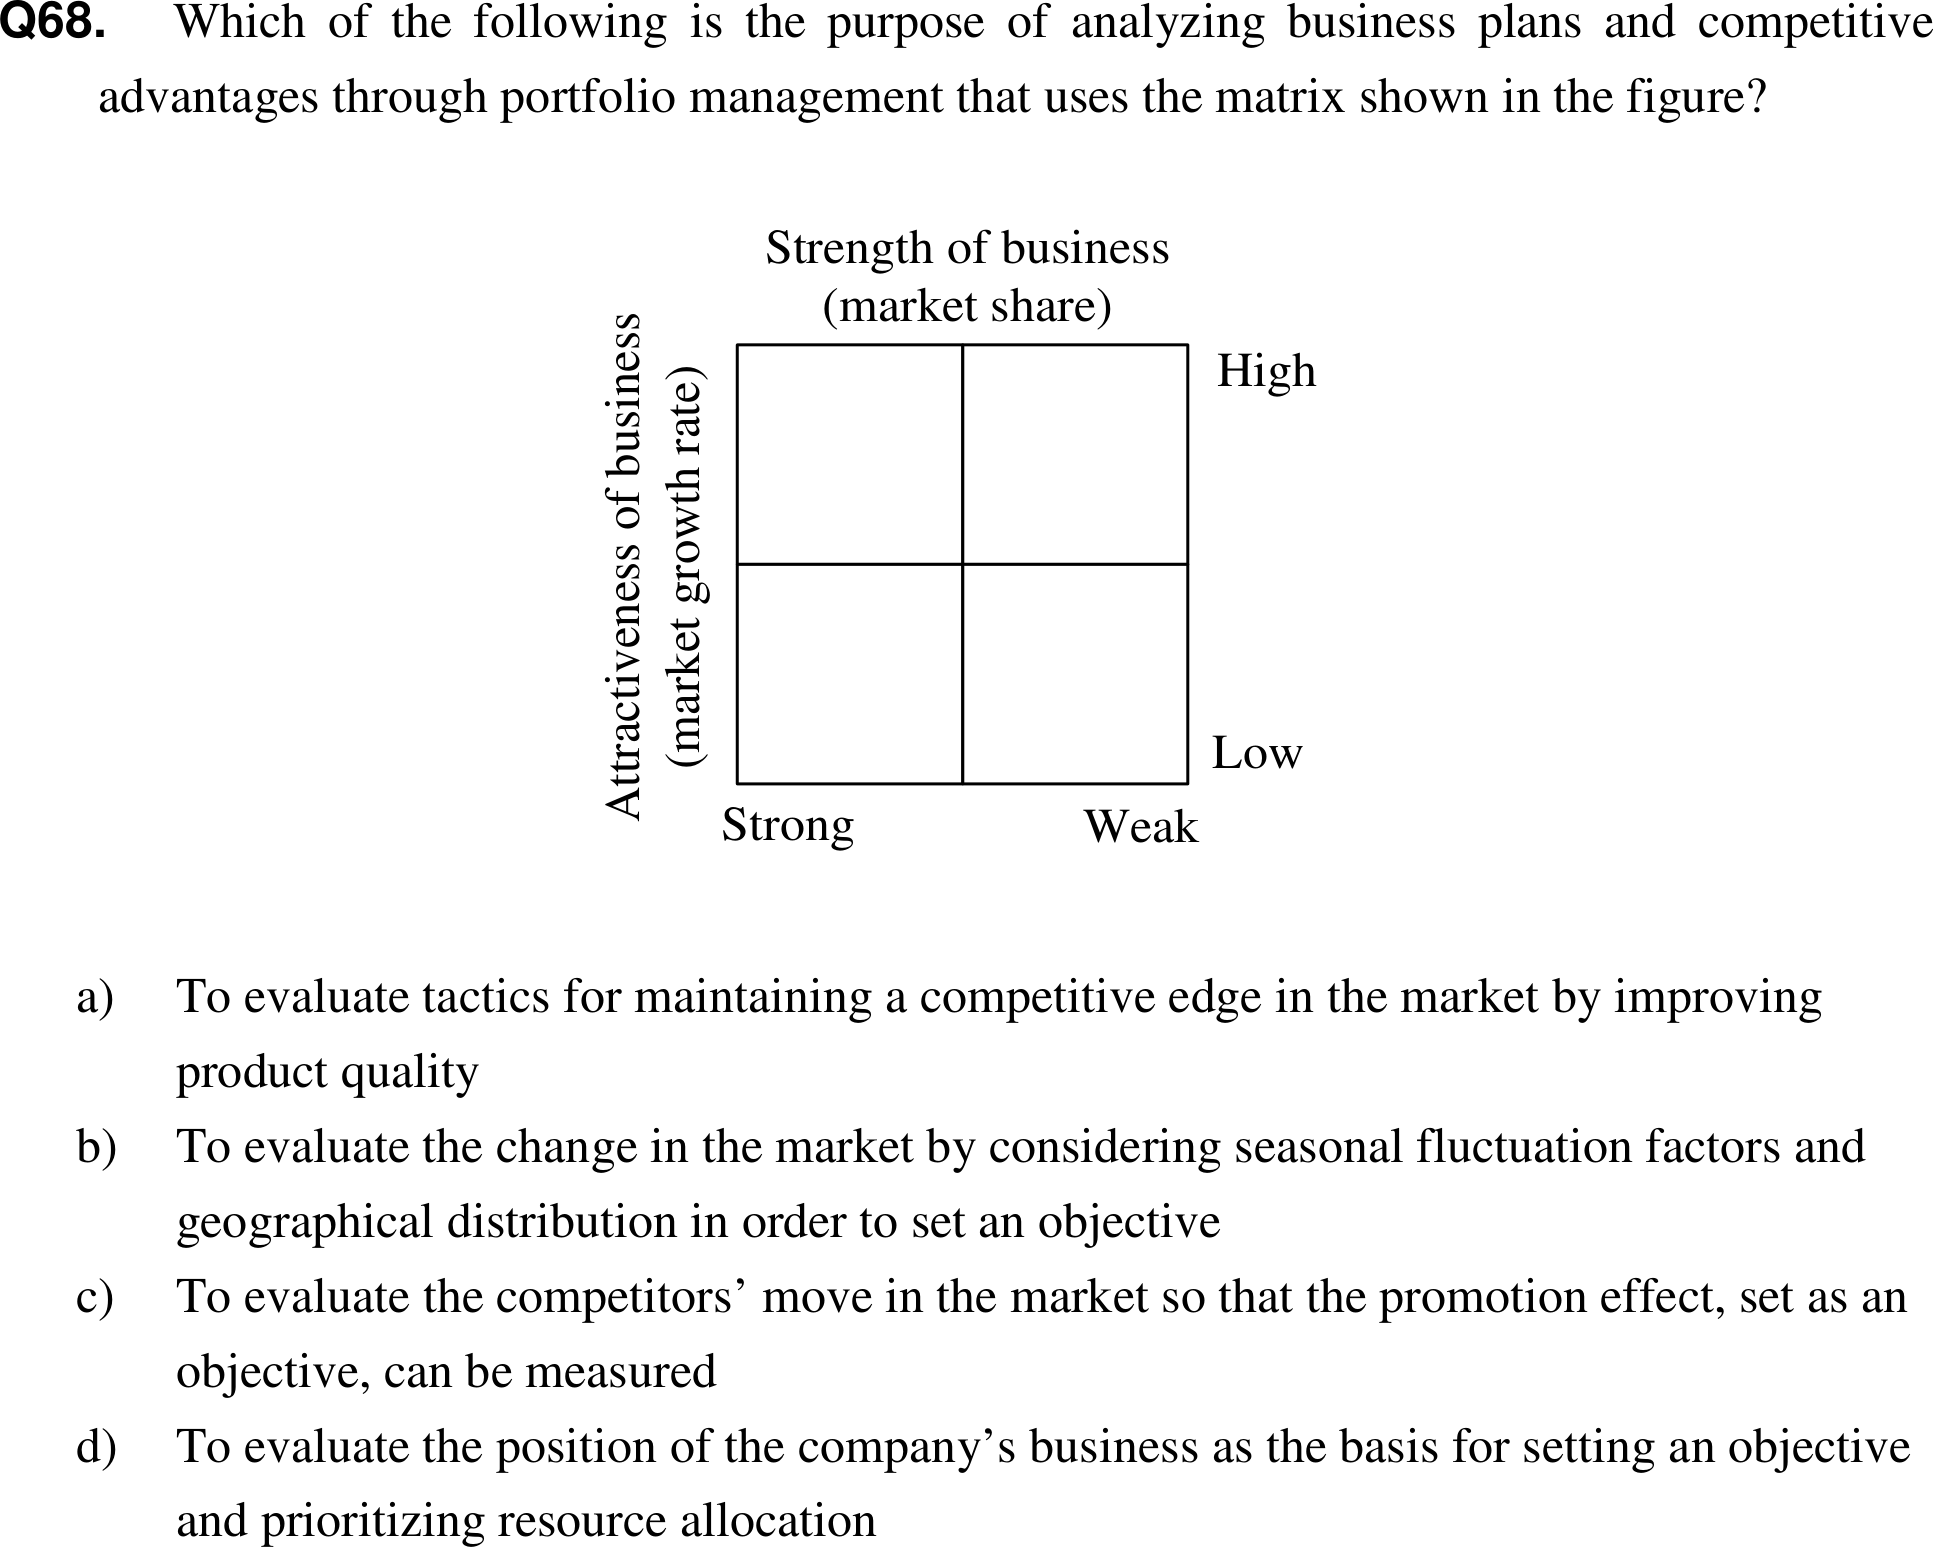 Q68. Which of the following is the purpose of analyzing business plans and competitive
advantages through portfolio management that uses the matrix shown in the figure?
Strength of business
(market share)
Attractiveness of business
(market growth rate)
High
Low
Strong Weak
a) To evaluate tactics for maintaining a competitive edge in the market by improving
product quality
b) To evaluate the change in the market by considering seasonal fluctuation factors and
geographical distribution in order to set an objective
c) To evaluate the competitors’ move in the market so that the promotion effect, set as an
objective, can be measured
d) To evaluate the position of the company’s business as the basis for setting an objective
and prioritizing resource allocation